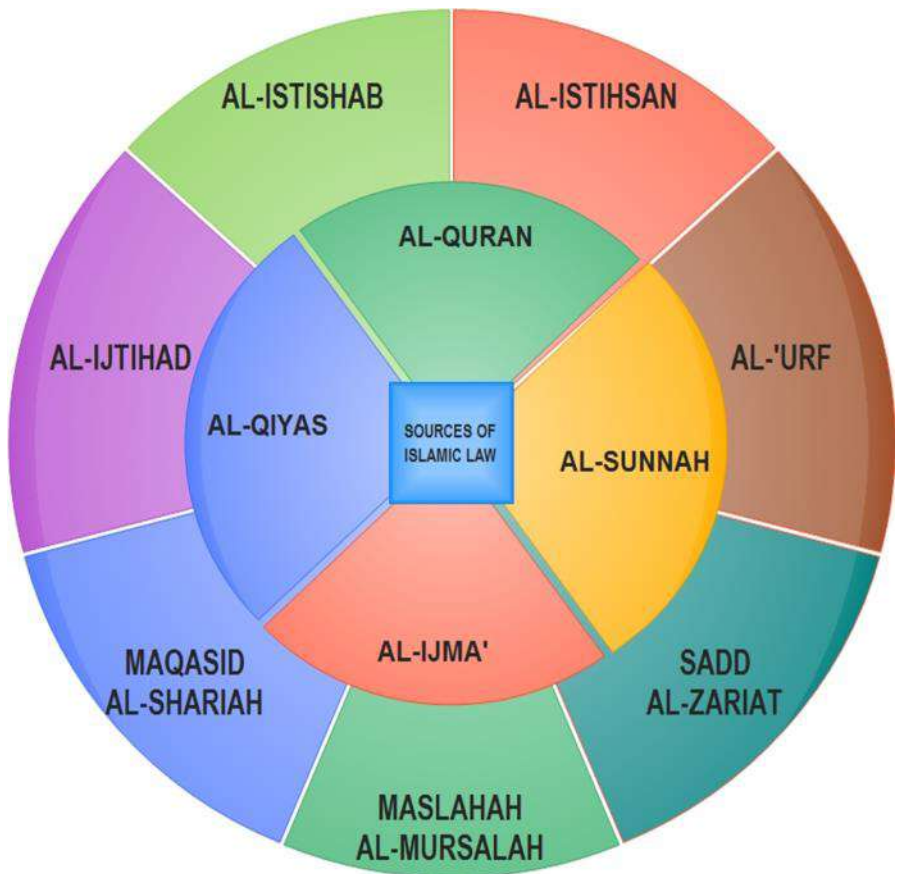 AL-ISTISHAB
AL-ISTIHSAN
AL-QURAN
AL-IJTIHAD
AL-'URF
AL-QIYAS
SOURCES OF
ISLAMIC LAW
AL-SUNNAH
AL-IJMA'
MAQASID
AL-SHARIAH
SADD
AL-ZARIAT
MASLAHAH
AL-MURSALAH